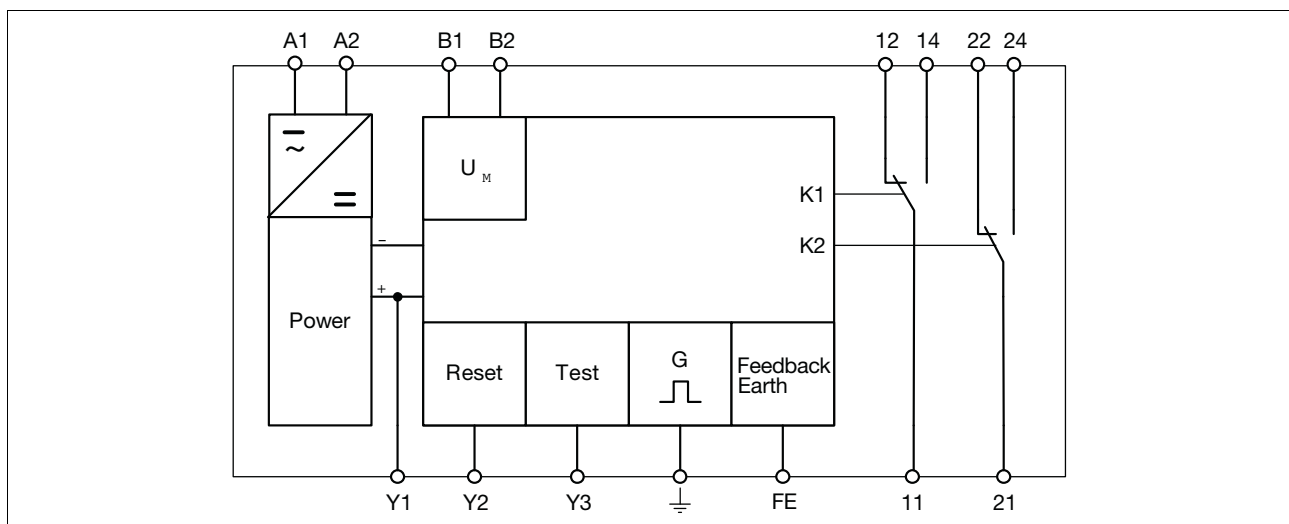 A1 A2 B1 B2 12 14 22 24
U M
K1
K2
- 
+
Power
Reset Test G Feedback
Earth
Y1 Y2 Y3 FE 11 21